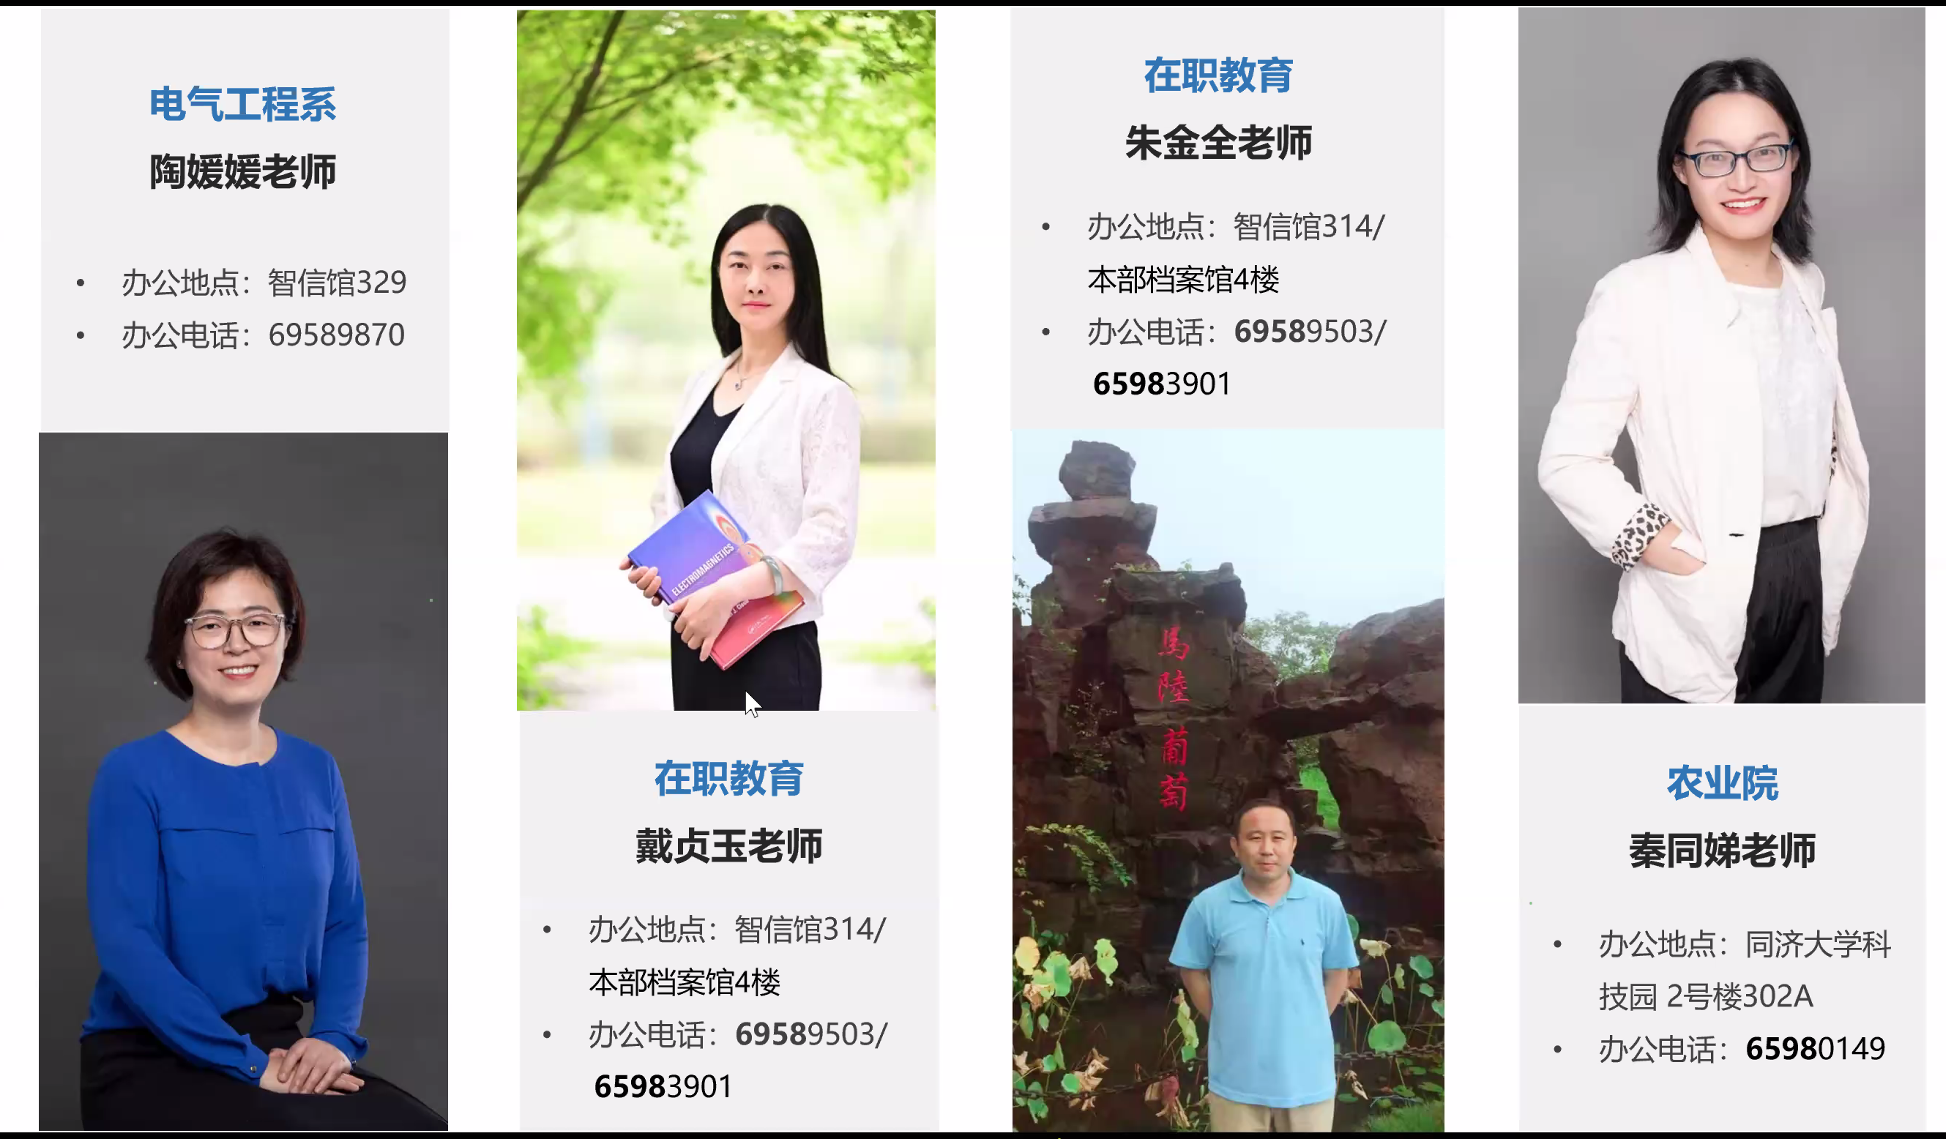 电气工程系
陶媛媛老师
• 办公地点：智信馆329
• 办公电话：69589870
ELECTROMAGNETICS
在职教育
戴贞玉老师
• 办公地点：智信馆314/
本部档案馆4楼
• 办公电话：69589503/
65983901
在职教育
朱金全老师
• 办公地点：智信馆314/
本部档案馆4楼
• 办公电话：69589503/
65983901
馬陸葡萄
农业院
秦同娣老师
• 办公地点：同济大学科
技园 2号楼302A
• 办公电话：65980149